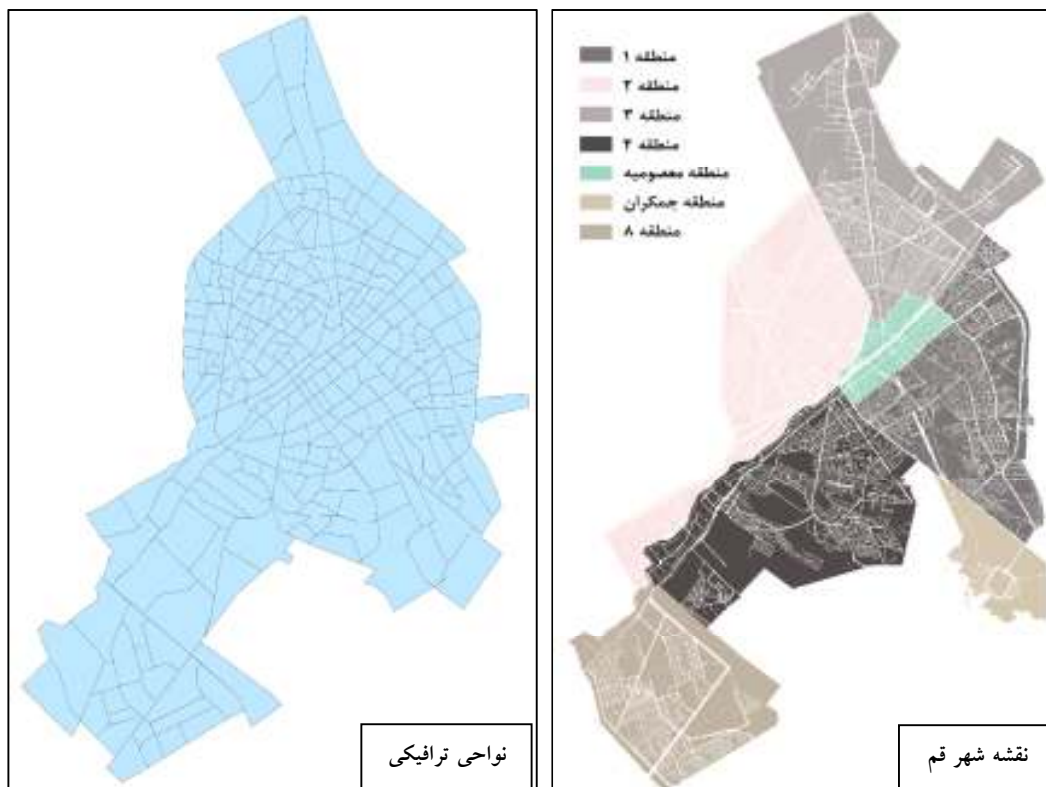 منطقه ۱
منطقه ۲
منطقه ۳
منطقه ۴
منطقه معصومیه
منطقه جمکران
منطقه ۸
نقشه شهر قم
نواحی ترافیکی